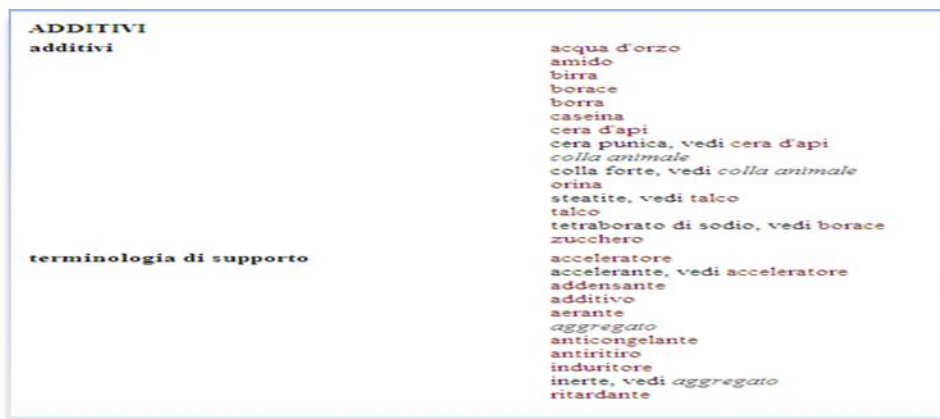 ADDITIVI
additivi
acqua d'orzo
amido
birra
borace
borra
caseina
cera d'api
cera punica, vedi cera d'api
colla animale
colla forte, vedi colla animale
orina
steatite, vedi talco
talco
tetraborato di sodio, vedi borace
zucchero
terminologia di supporto
acceleratore
accelerante, vedi acceleratore
addensante
additivo
aerante
aggregato
anticongelante
antiritiro
induritore
inerte, vedi aggregato
ritardante